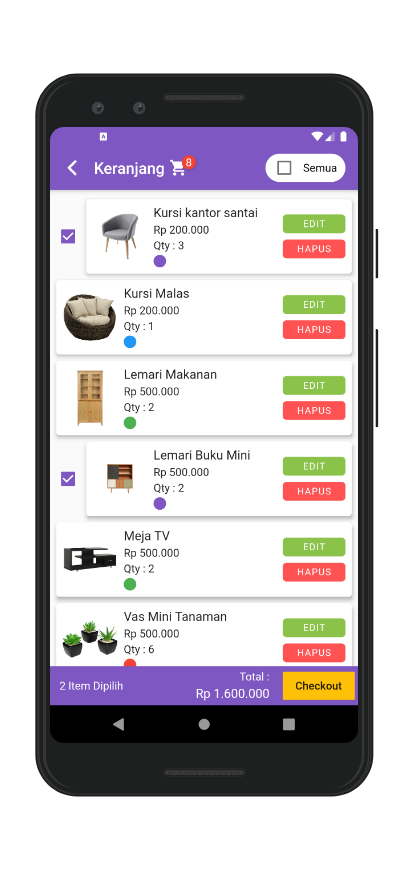 A
Keranjang 8 Semua
Kursi kantor santai
Rp 200.000
Qty : 3
EDIT
HAPUS
Kursi Malas
Rp 200.000
Qty : 1
EDIT
HAPUS
Lemari Makanan
Rp 500.000
Qty : 2
EDIT
HAPUS
Lemari Buku Mini
Rp 500.000
Qty : 2
EDIT
HAPUS
Meja TV
Rp 500.000
Qty : 2
EDIT
HAPUS
Vas Mini Tanaman
Rp 500.000
Qty : 6
EDIT
HAPUS
2 Item Dipilih
Total :
Rp 1.600.000
Checkout